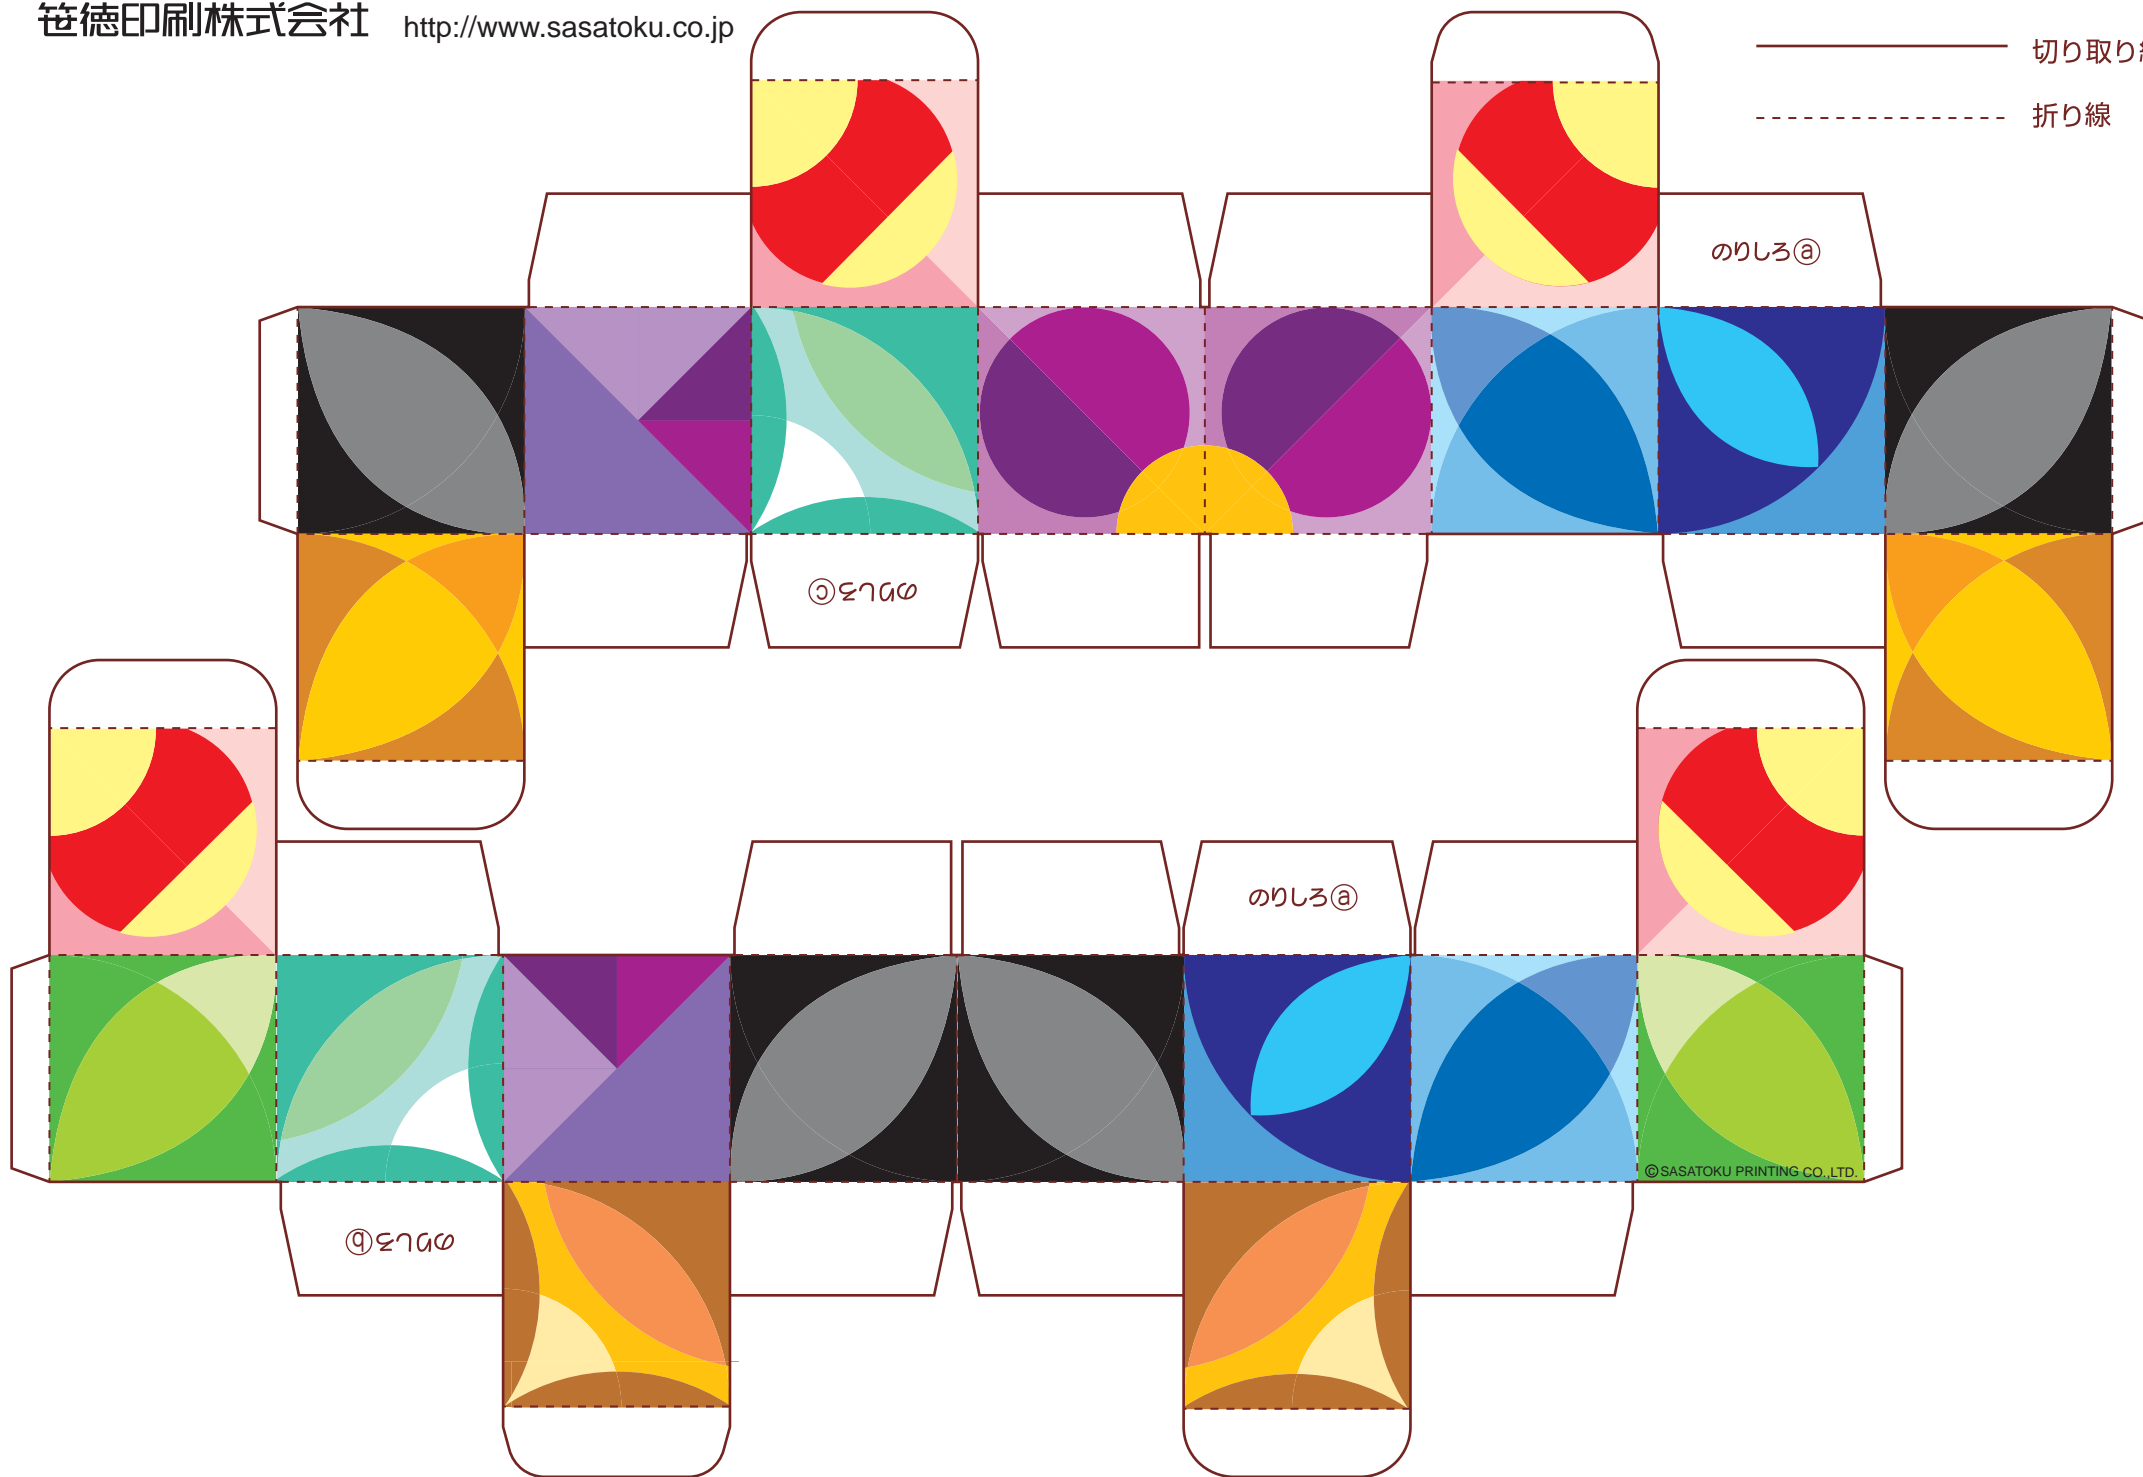 笹徳印刷株式会社 http://www.sasatoku.co.jp
切り取り
折り線
のりしろⓐ
のりしろⓒ
のりしろⓐ
©SASATOKU PRINTING CO.,LTD.
のりしろⓑ